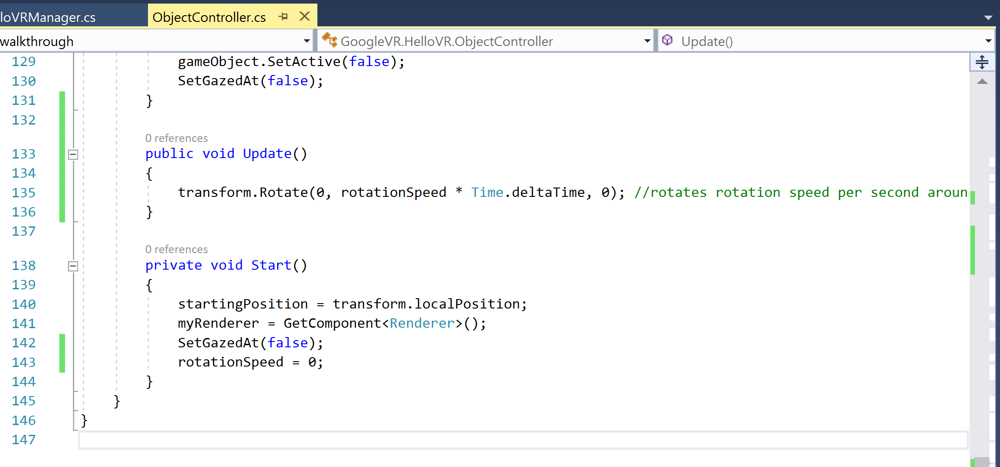 loVRManager.cs ObjectController.cs
walkthrough GoogleVR.HelloVR.ObjectController Update()
129 gameObject.SetActive(false);
130 SetGazedAt(false);
131 }
132
0 references
133 public void Update()
134 {
135 transform.Rotate(0, rotationSpeed * Time.deltaTime, 0); //rotates rotation speed per second aroun
136 }
137
0 references
138 private void Start()
139 {
140 startingPosition = transform.localPosition;
141 myRenderer = GetComponent<Renderer>();
142 SetGazedAt(false);
143 rotationSpeed = 0;
144 }
145 }
146 }
147